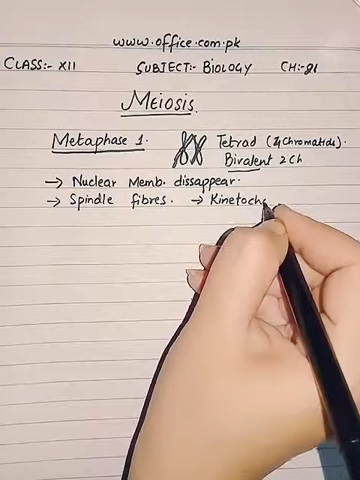 www.office.com.pk
CLASS:- XII SUBJECT:- BIOLOGY CH:-21
MEIOSIS
Metaphase 1. Tetrad (4 Chromatids).
Bivalent 2 Ch
→ Nuclear Memb. dissappear.
→ Spindle fibres. → Kinetoch